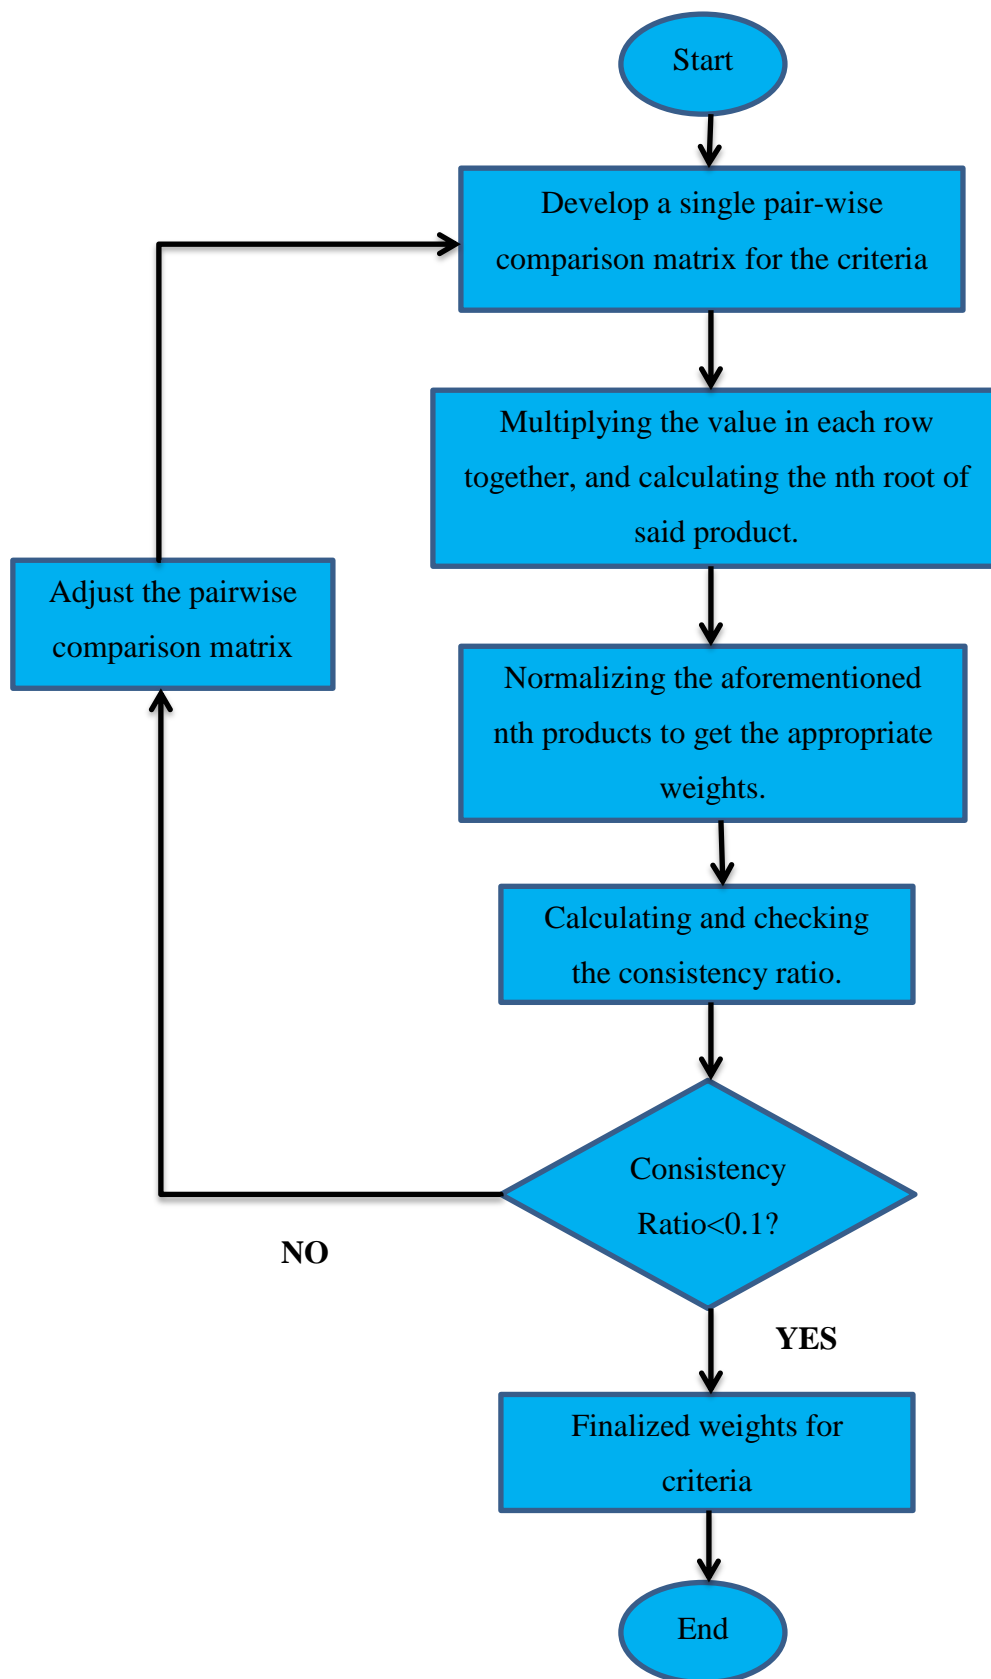 Start
Develop a single pair-wise
comparison matrix for the criteria
Multiplying the value in each row
together, and calculating the nth root of
said product.
Adjust the pairwise
comparison matrix
Normalizing the aforementioned
nth products to get the appropriate
weights.
Calculating and checking
the consistency ratio.
Consistency
Ratio<0.1?
NO
YES
Finalized weights for
criteria
End